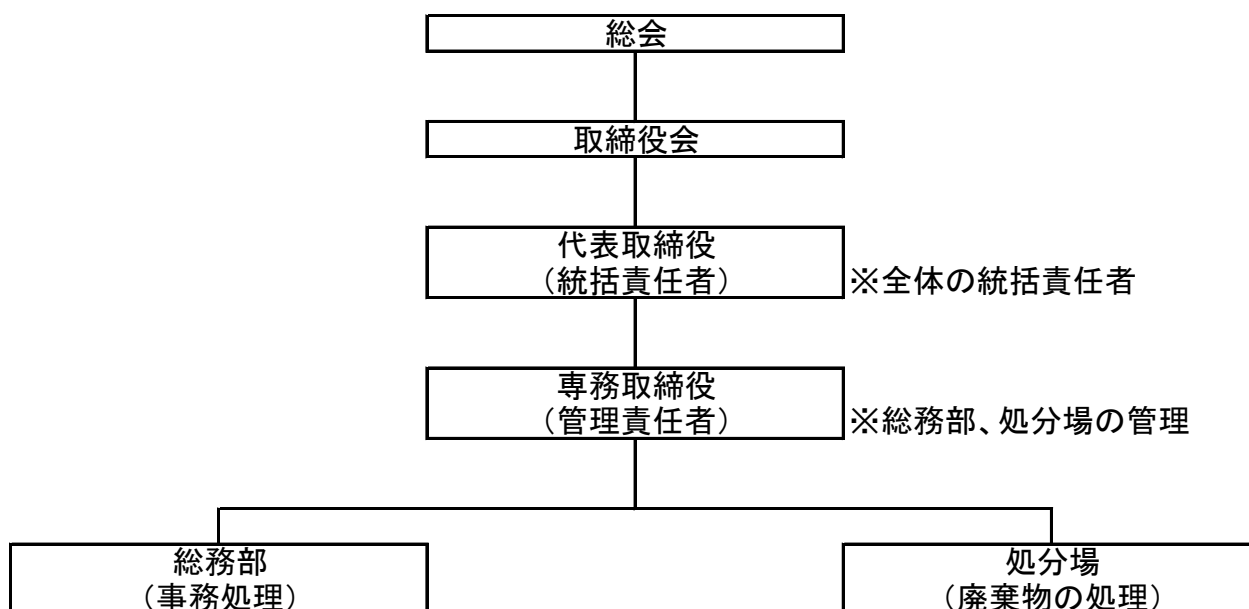 総会
取締役会
代表取締役
（統括責任者）
※全体の統括責任者
専務取締役
（管理責任者）
※総務部、処分場の管理
総務部
（事務処理）
処分場
（廃棄物の処理）